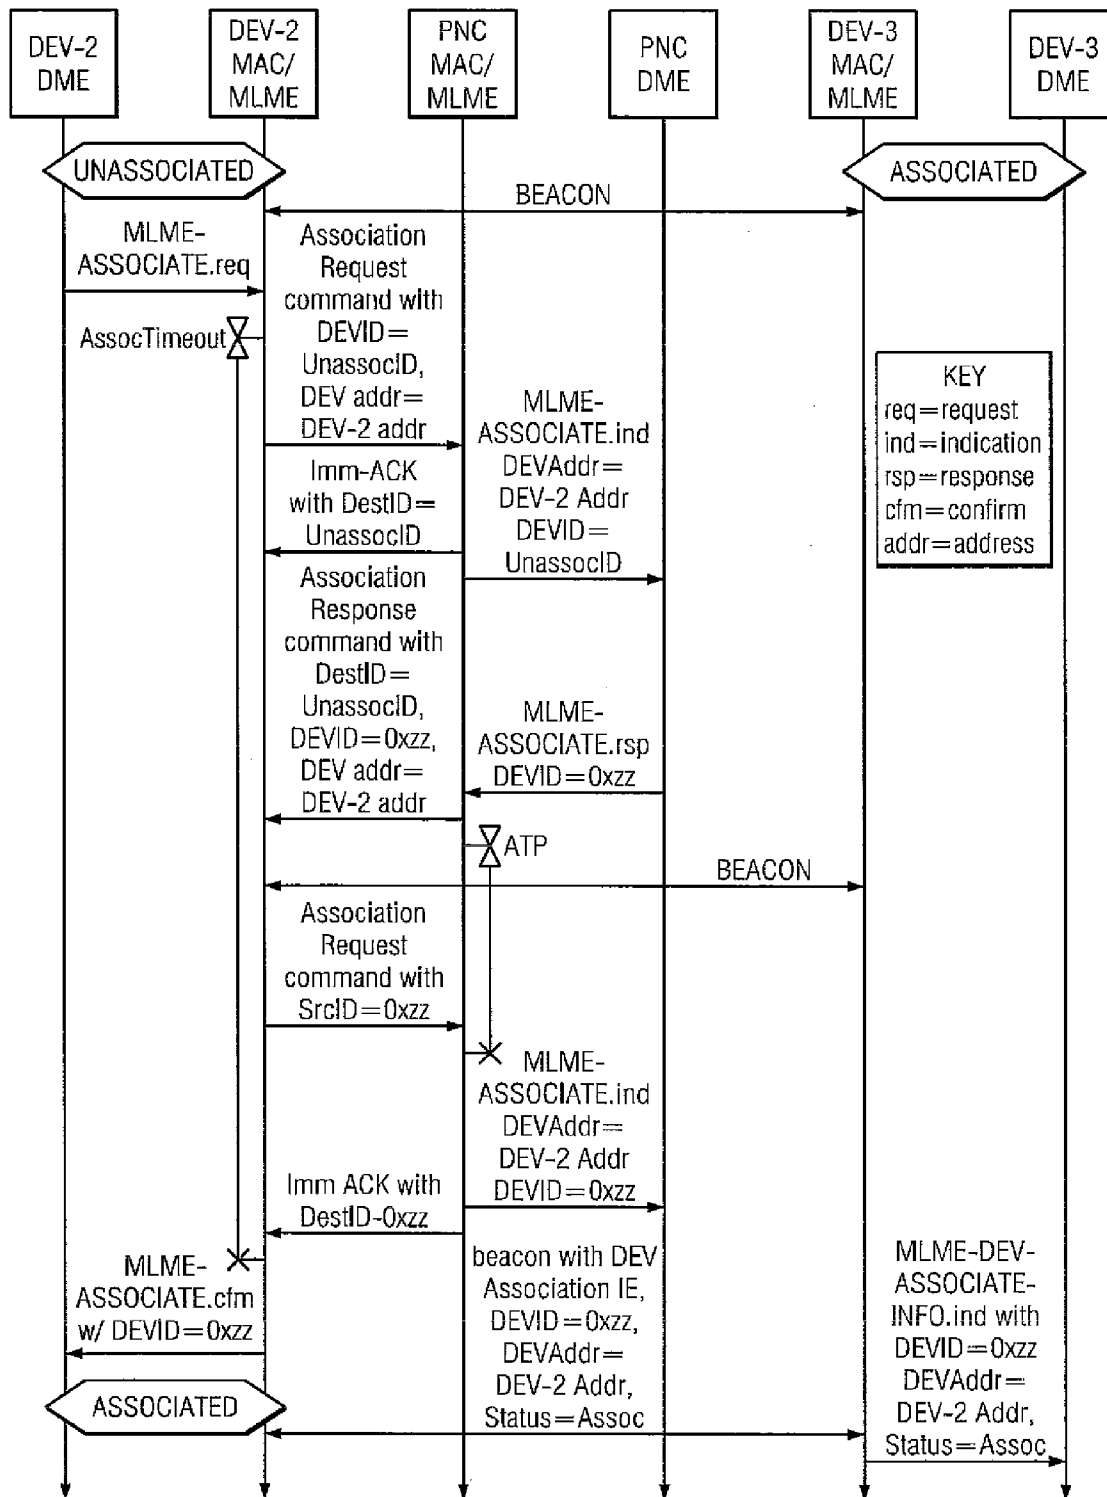 DEV-2
DME
DEV-2
MAC/
MLME
PNC
MAC/
MLME
PNC
DME
DEV-3
MAC/
MLME
DEV-3
DME
UNASSOCIATED
ASSOCIATED
BEACON
MLME-
ASSOCIATE.req
Association
Request
command with
DEVID=
UnassocID,
DEV addr=
DEV-2 addr
AssocTimeout
KEY
req=request
ind=indication
rsp=response
cfm=confirm
addr=address
MLME-
ASSOCIATE.ind
DEVAddr=
DEV-2 Addr
DEVID=
UnassocID
Imm-ACK
with DestID=
UnassocID
Association
Response
command with
DestID=
UnassocID,
DEVID=0xzz,
DEV addr=
DEV-2 addr
MLME-
ASSOCIATE.rsp
DEVID=0xzz
ATP
BEACON
Association
Request
command with
SrcID=0xzz
MLME-
ASSOCIATE.ind
DEVAddr=
DEV-2 Addr
DEVID=0xzz
Imm ACK with
DestID-0xzz
MLME-
ASSOCIATE.cfm
w/ DEVID=0xzz
beacon with DEV
Association IE,
DEVID=0xzz,
DEVAddr=
DEV-2 Addr,
Status=Assoc
MLME-DEV-
ASSOCIATE-
INFO.ind with
DEVID=0xzz
DEVAddr=
DEV-2 Addr,
Status=Assoc
ASSOCIATED